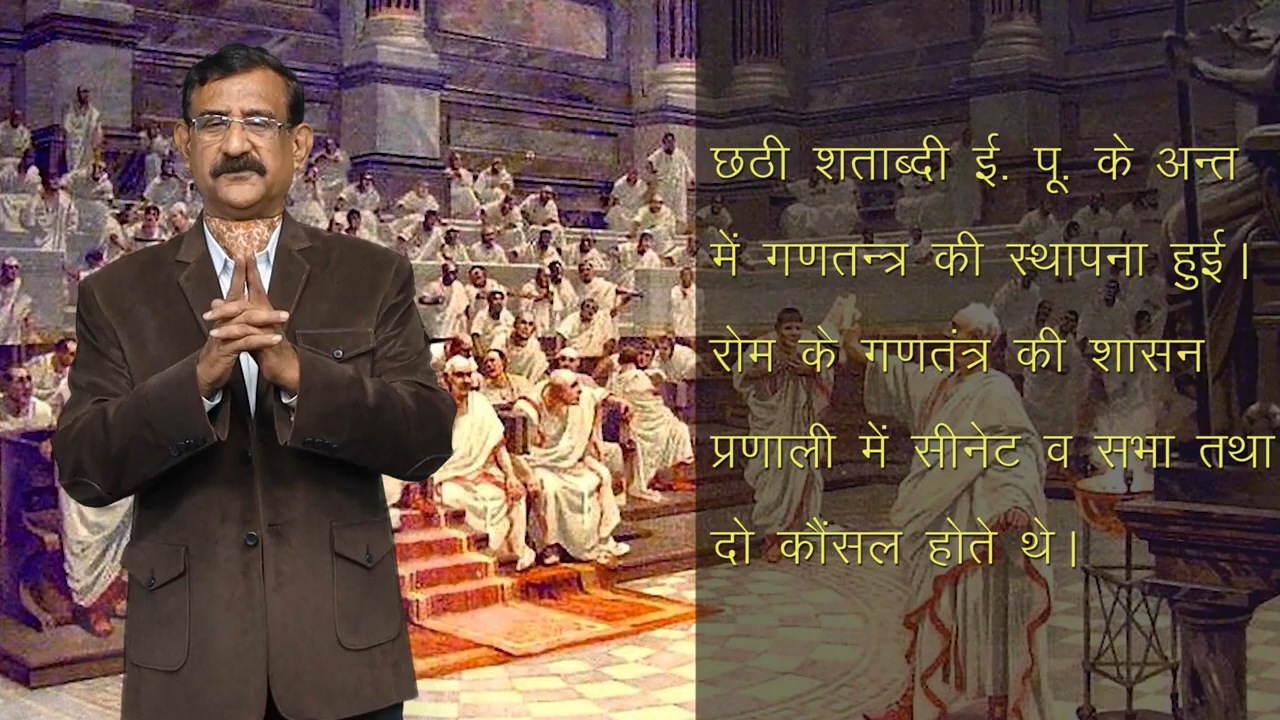 छठी शताब्दी ई. पू. के अन्त
में गणतन्त्र की स्थापना हुई।
रोम के गणतंत्र की शासन
प्रणाली में सीनेट व सभा तथा
दो कौंसल होते थे।